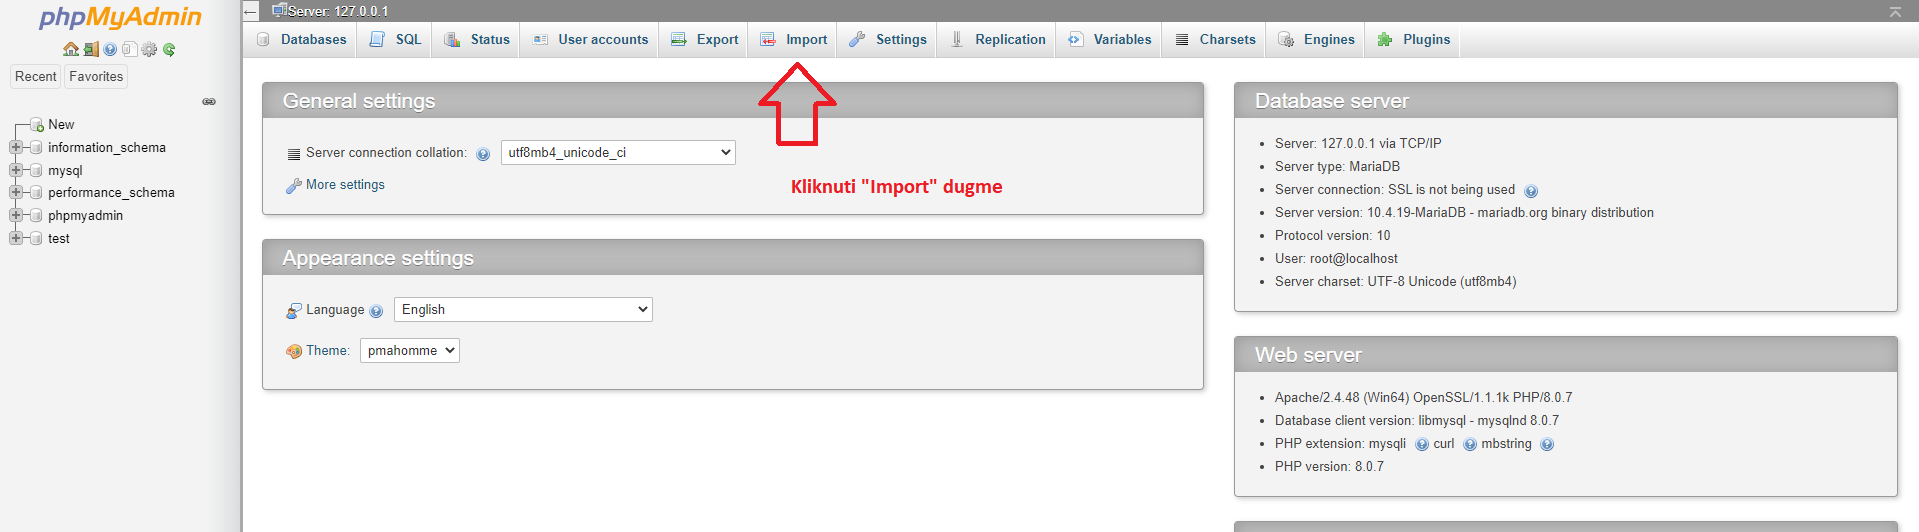 phpMyAdmin
Recent Favorites
New
information_schema
mysql
performance_schema
phpmyadmin
test
Server: 127.0.0.1
Databases SQL Status User accounts Export Import Settings Replication Variables Charsets Engines Plugins
General settings
Server connection collation: utf8mb4_unicode_ci
More settings
Kliknuti "Import" dugme
Appearance settings
Language English
Theme: pmahomme
Database server
Server: 127.0.0.1 via TCP/IP
Server type: MariaDB
Server connection: SSL is not being used
Server version: 10.4.19-MariaDB - mariadb.org binary distribution
Protocol version: 10
User: root@localhost
Server charset: UTF-8 Unicode (utf8mb4)
Web server
Apache/2.4.48 (Win64) OpenSSL/1.1.1k PHP/8.0.7
Database client version: libmysql - mysqlnd 8.0.7
PHP extension: mysqli curl mbstring
PHP version: 8.0.7